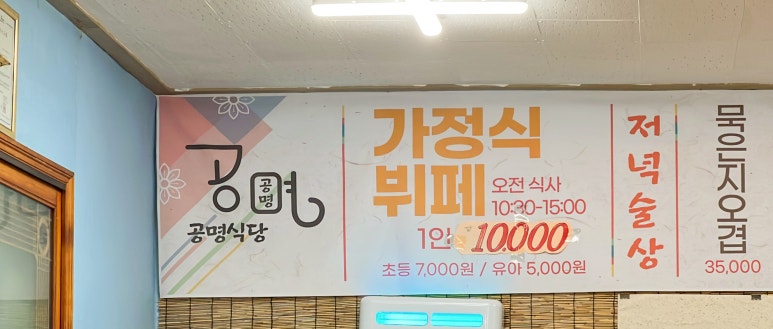 공명
공명
공명식당
가정식
뷔페
오전 식사
10:30-15:00
1인 10,000
초등 7,000원 / 유아 5,000원
저녁술상
묵은지오겹
35,000